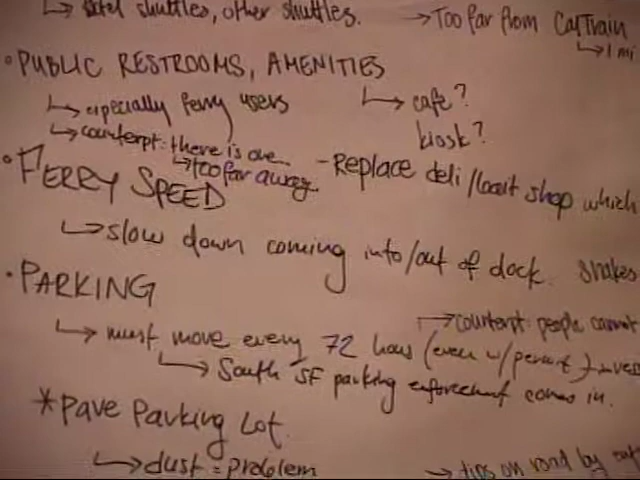 ↳ hotel shuttles, other shuttles. → Too far from CalTrain
↳ 1 mi
• PUBLIC RESTROOMS, AMENITIES
↳ especially ferry users ↳ cafe?
↳ counterpt: there is one. kiosk?
↳ too far away. - Replace deli/bait shop which
• FERRY SPEED
↳ slow down coming into/out of dock. shakes
• PARKING
→ counterpt: people cannot
↳ must move every 72 hours (even w/permit)
↳ South SF parking enforcement comes in.
* Pave Parking Lot.
↳ dust = problem → tips on road by